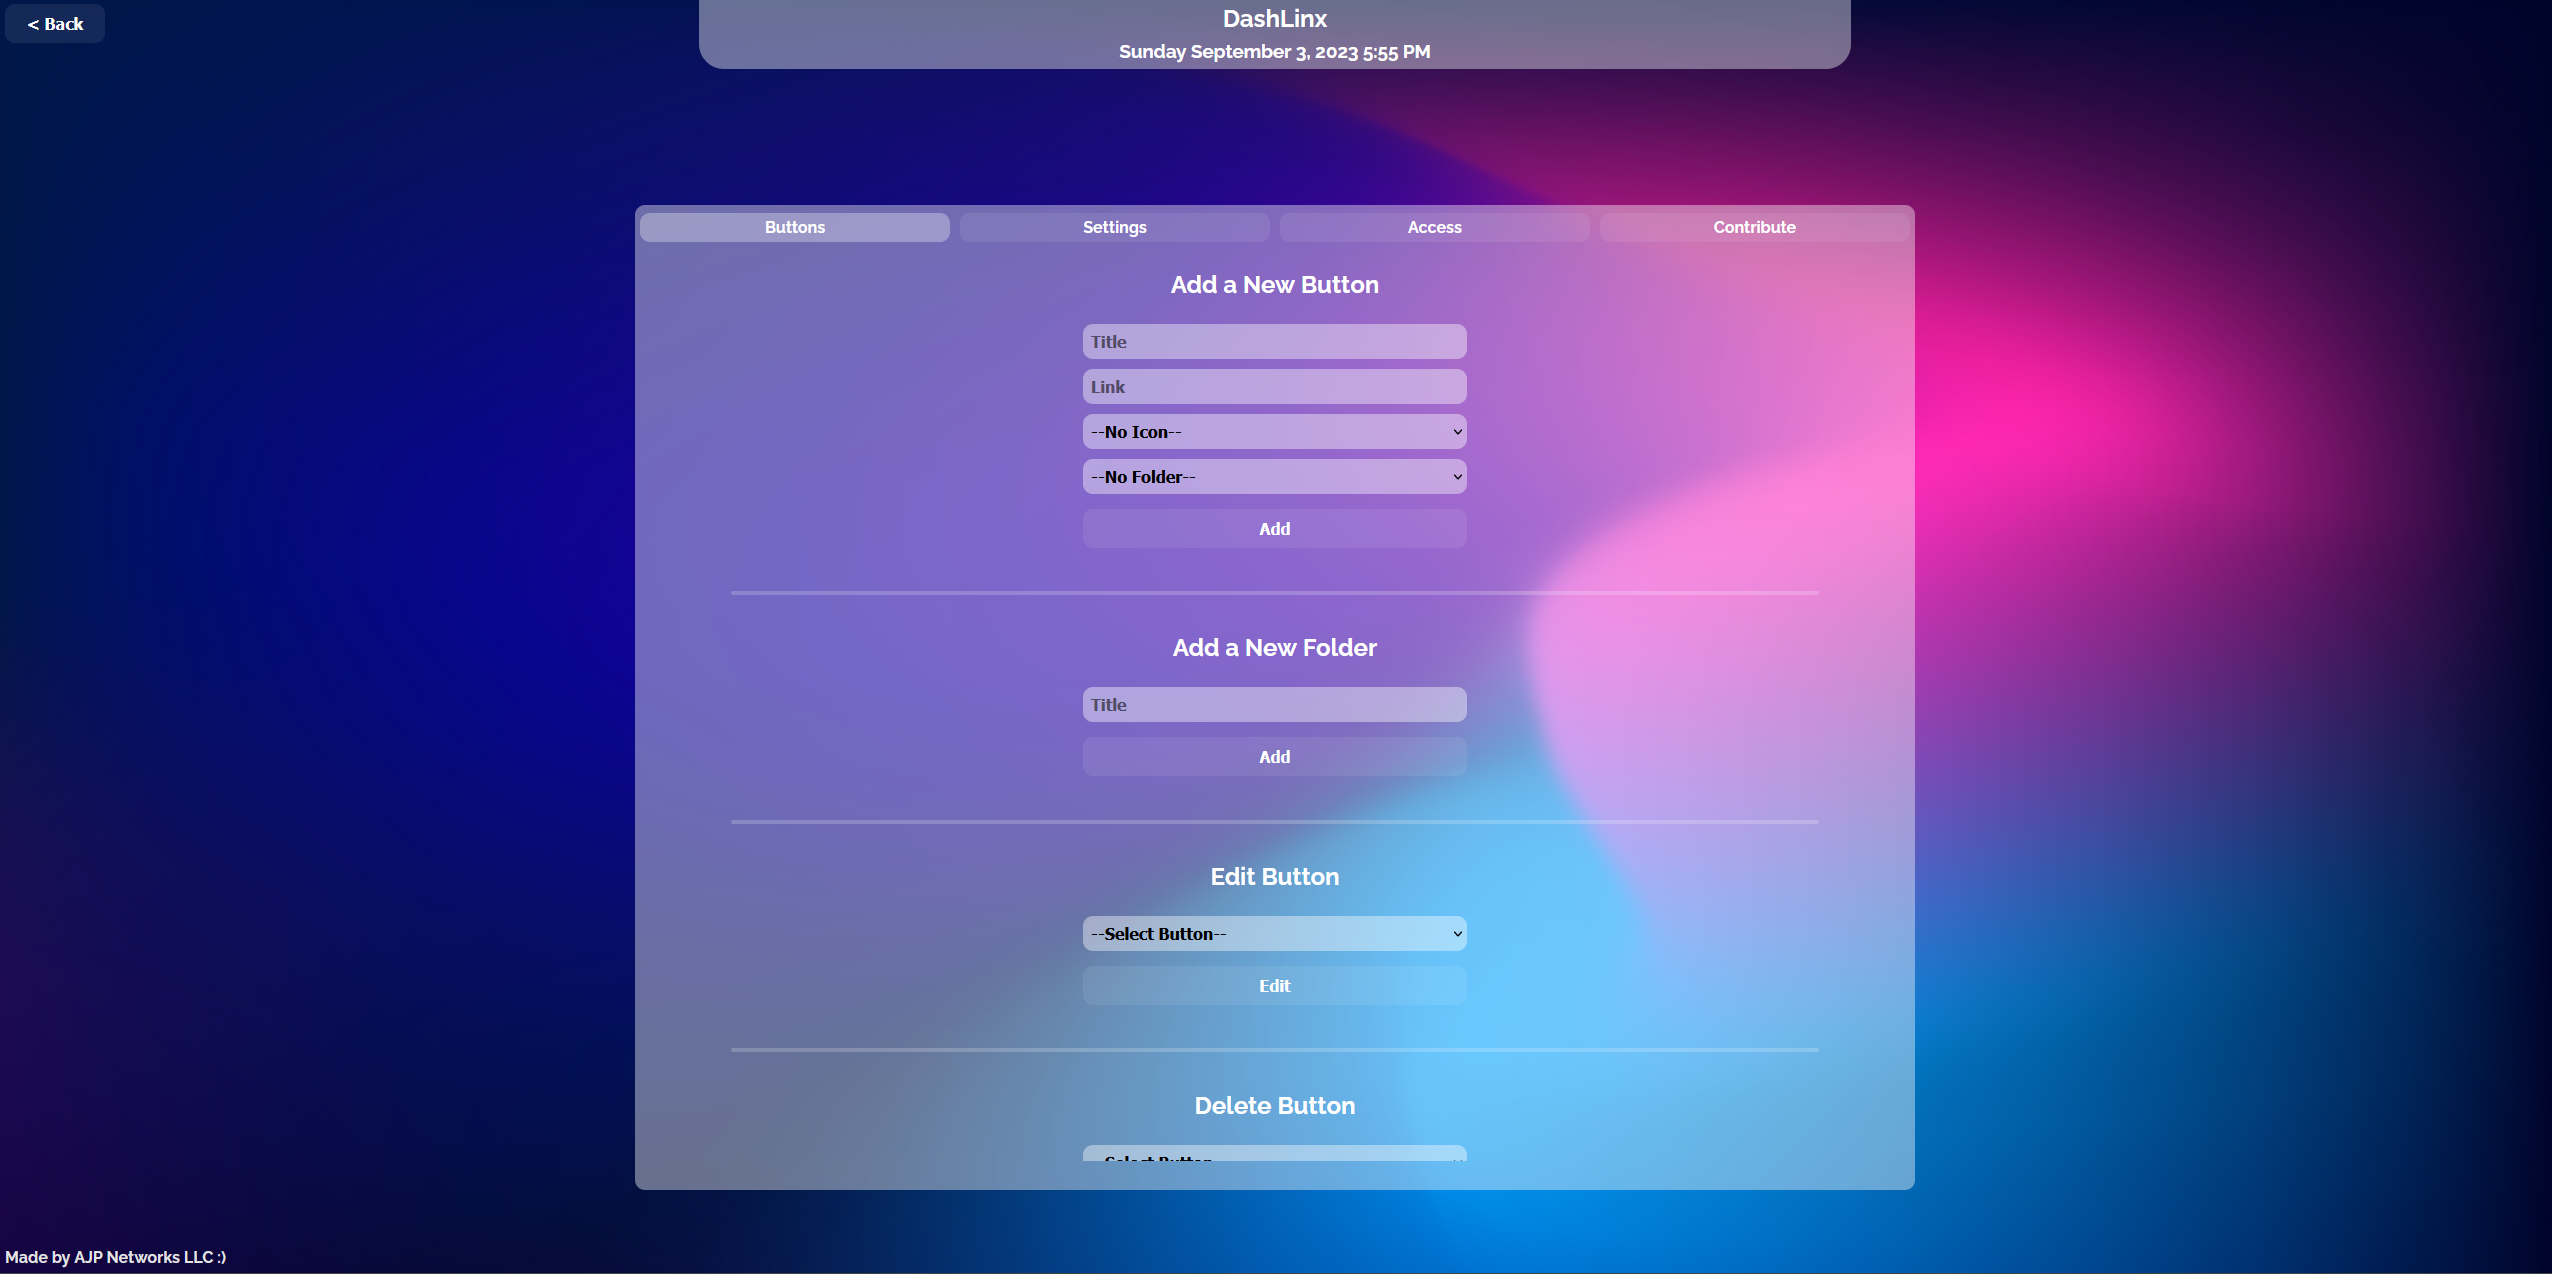 < Back
DashLinx
Sunday September 3, 2023 5:55 PM
Buttons
Settings
Access
Contribute
Add a New Button
Title
Link
--No Icon--
--No Folder--
Add
Add a New Folder
Title
Add
Edit Button
--Select Button--
Edit
Delete Button
--Select Button--
Made by AJP Networks LLC :)